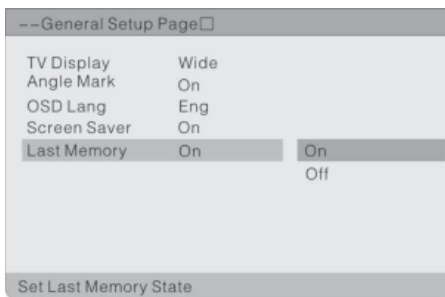 --General Setup Page□
TV Display Wide
Angle Mark On
OSD Lang Eng
Screen Saver On
Last Memory On On
Off
Set Last Memory State